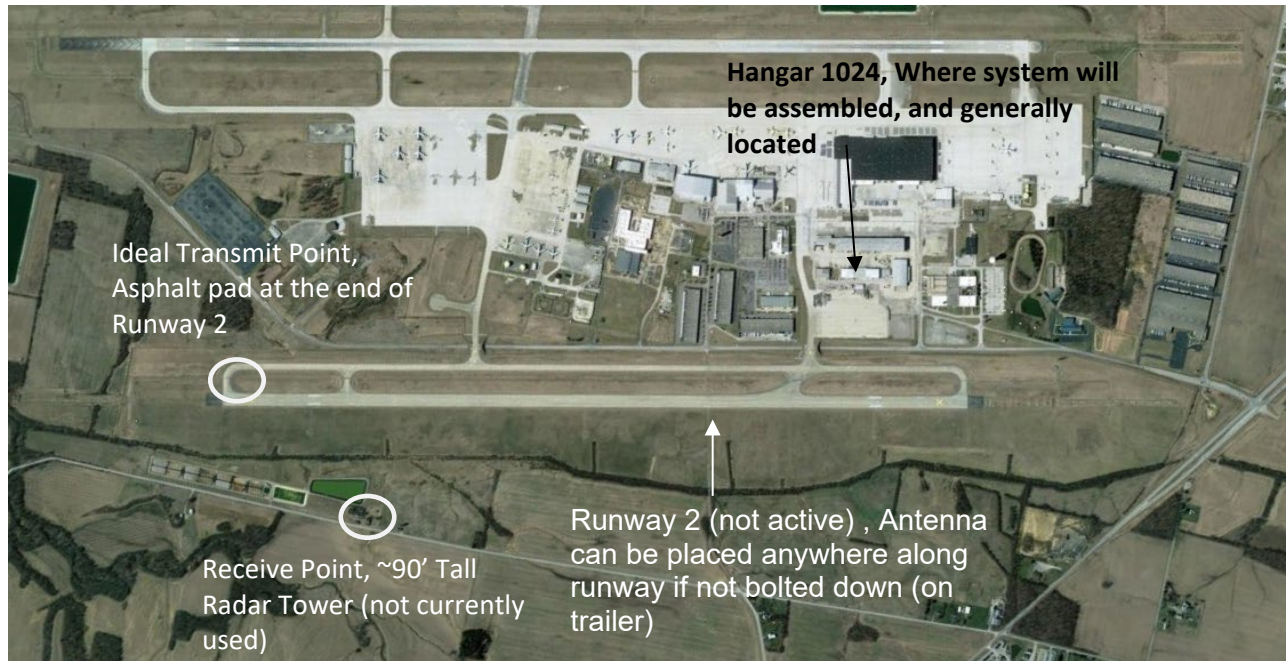 Hangar 1024, Where system will
be assembled, and generally
located
Ideal Transmit Point,
Asphalt pad at the end of
Runway 2
Receive Point, ~90’ Tall
Radar Tower (not currently
used)
Runway 2 (not active) , Antenna
can be placed anywhere along
runway if not bolted down (on
trailer)